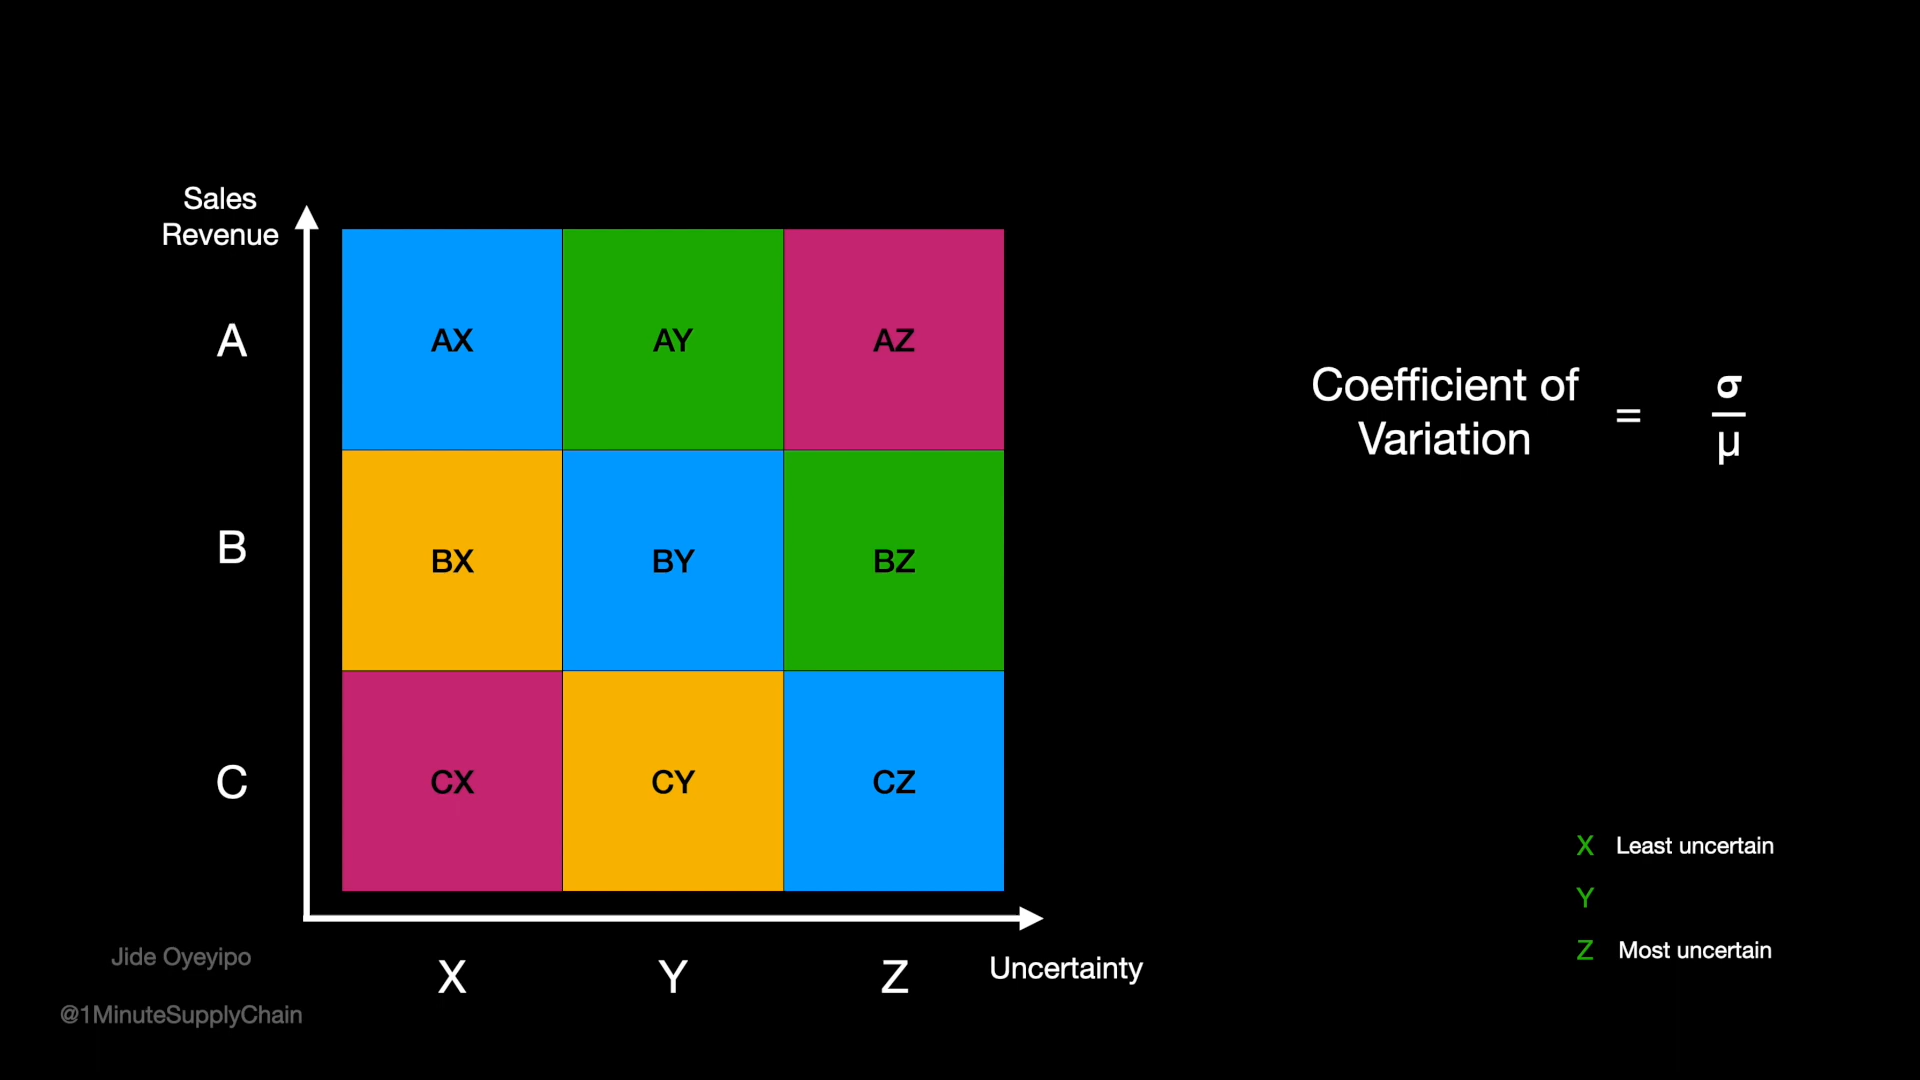 Sales
Revenue
A
AX AY AZ
Coefficient of
Variation
=
σ
μ
B
BX BY BZ
C
CX CY CZ
X Least uncertain
Y
Z Most uncertain
X Y Z
Uncertainty
Jide Oyeyipo
@1MinuteSupplyChain